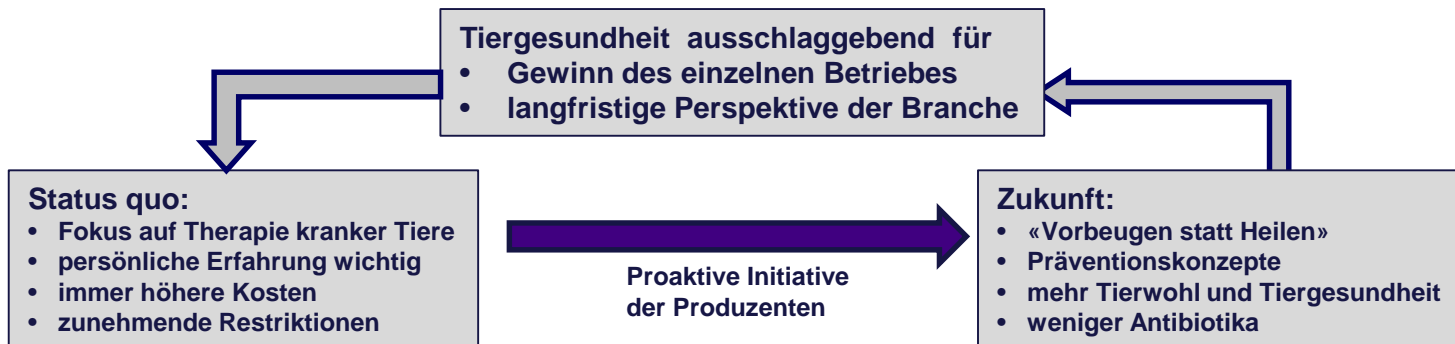 Tiergesundheit ausschlaggebend für
• Gewinn des einzelnen Betriebes
• langfristige Perspektive der Branche
Status quo:
• Fokus auf Therapie kranker Tiere
• persönliche Erfahrung wichtig
• immer höhere Kosten
• zunehmende Restriktionen
Proaktive Initiative
der Produzenten
Zukunft:
• «Vorbeugen statt Heilen»
• Präventionskonzepte
• mehr Tierwohl und Tiergesundheit
• weniger Antibiotika